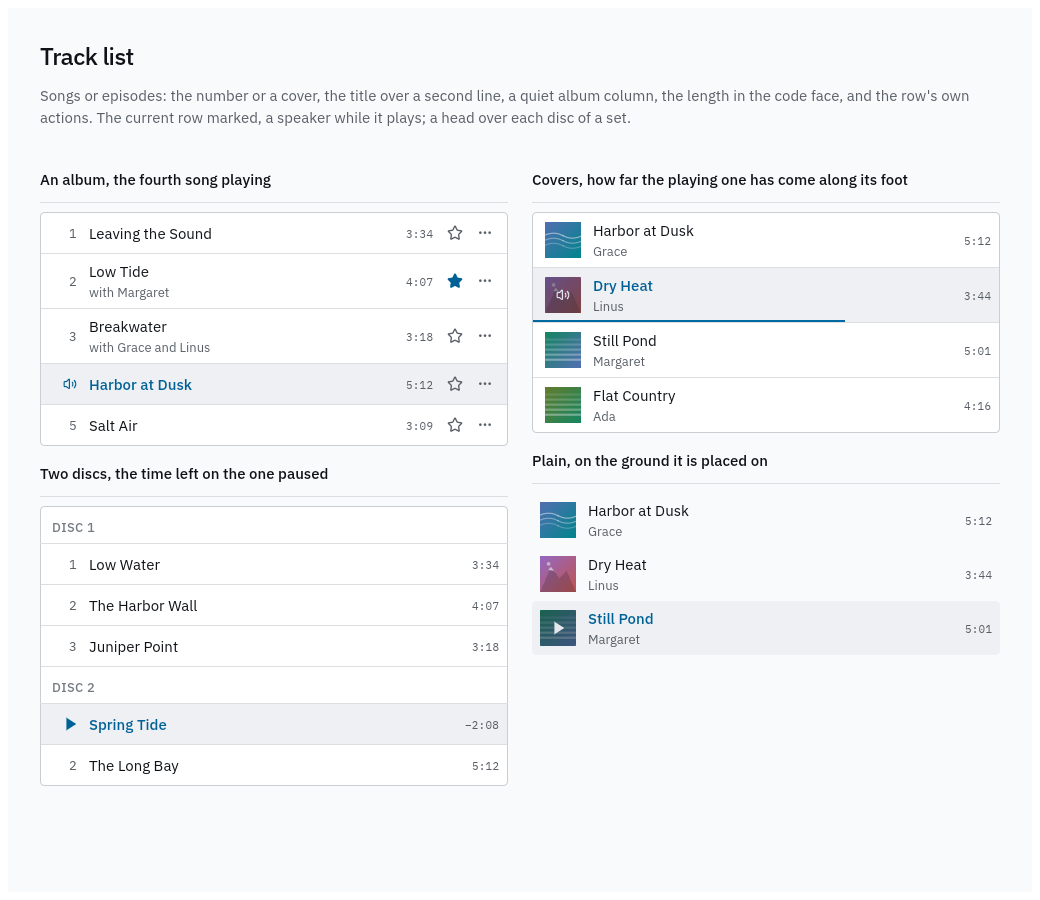 Track list
Songs or episodes: the number or a cover, the title over a second line, a quiet album column, the length in the code face, and the row's own
actions. The current row marked, a speaker while it plays; a head over each disc of a set.
An album, the fourth song playing
1 Leaving the Sound 3:34
2 Low Tide 4:07
with Margaret
3 Breakwater 3:18
with Grace and Linus
Harbor at Dusk 5:12
5 Salt Air 3:09
Two discs, the time left on the one paused
DISC 1
1 Low Water 3:34
2 The Harbor Wall 4:07
3 Juniper Point 3:18
DISC 2
Spring Tide −2:08
2 The Long Bay 5:12
Covers, how far the playing one has come along its foot
Harbor at Dusk 5:12
Grace
Dry Heat 3:44
Linus
Still Pond 5:01
Margaret
Flat Country 4:16
Ada
Plain, on the ground it is placed on
Harbor at Dusk 5:12
Grace
Dry Heat 3:44
Linus
Still Pond 5:01
Margaret